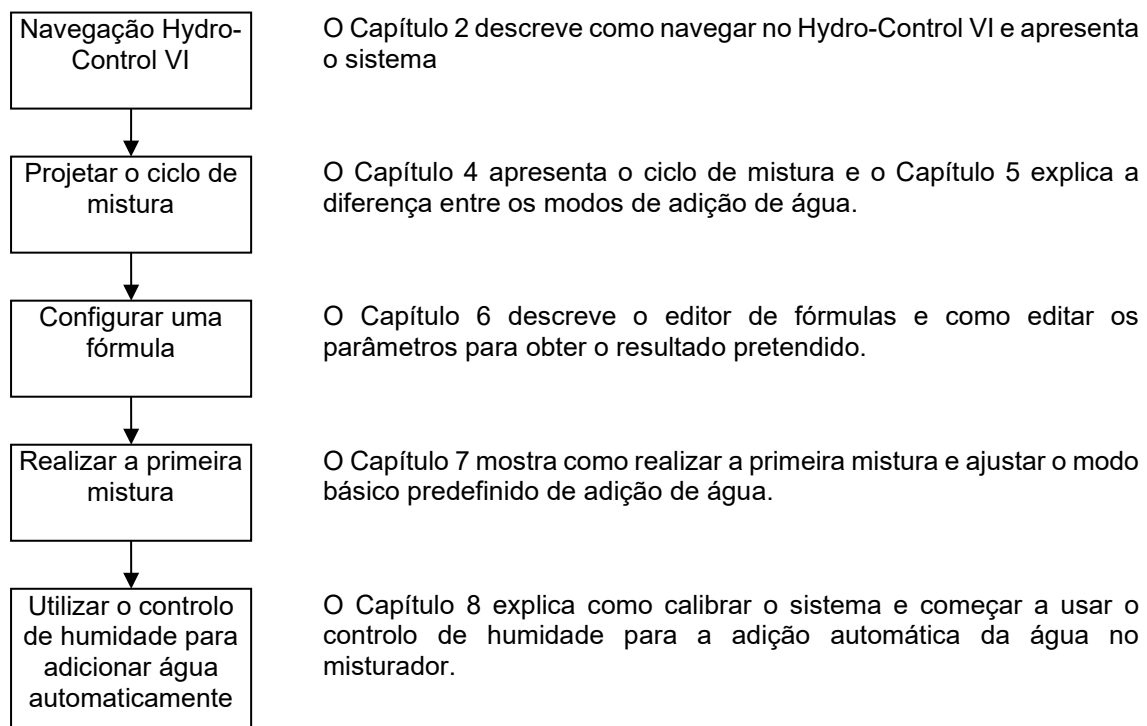 Navegação Hydro-
Control VI
O Capítulo 2 descreve como navegar no Hydro-Control VI e apresenta
o sistema
Projetar o ciclo de
mistura
O Capítulo 4 apresenta o ciclo de mistura e o Capítulo 5 explica a
diferença entre os modos de adição de água.
Configurar uma
fórmula
O Capítulo 6 descreve o editor de fórmulas e como editar os
parâmetros para obter o resultado pretendido.
Realizar a primeira
mistura
O Capítulo 7 mostra como realizar a primeira mistura e ajustar o modo
básico predefinido de adição de água.
Utilizar o controlo
de humidade para
adicionar água
automaticamente
O Capítulo 8 explica como calibrar o sistema e começar a usar o
controlo de humidade para a adição automática da água no
misturador.